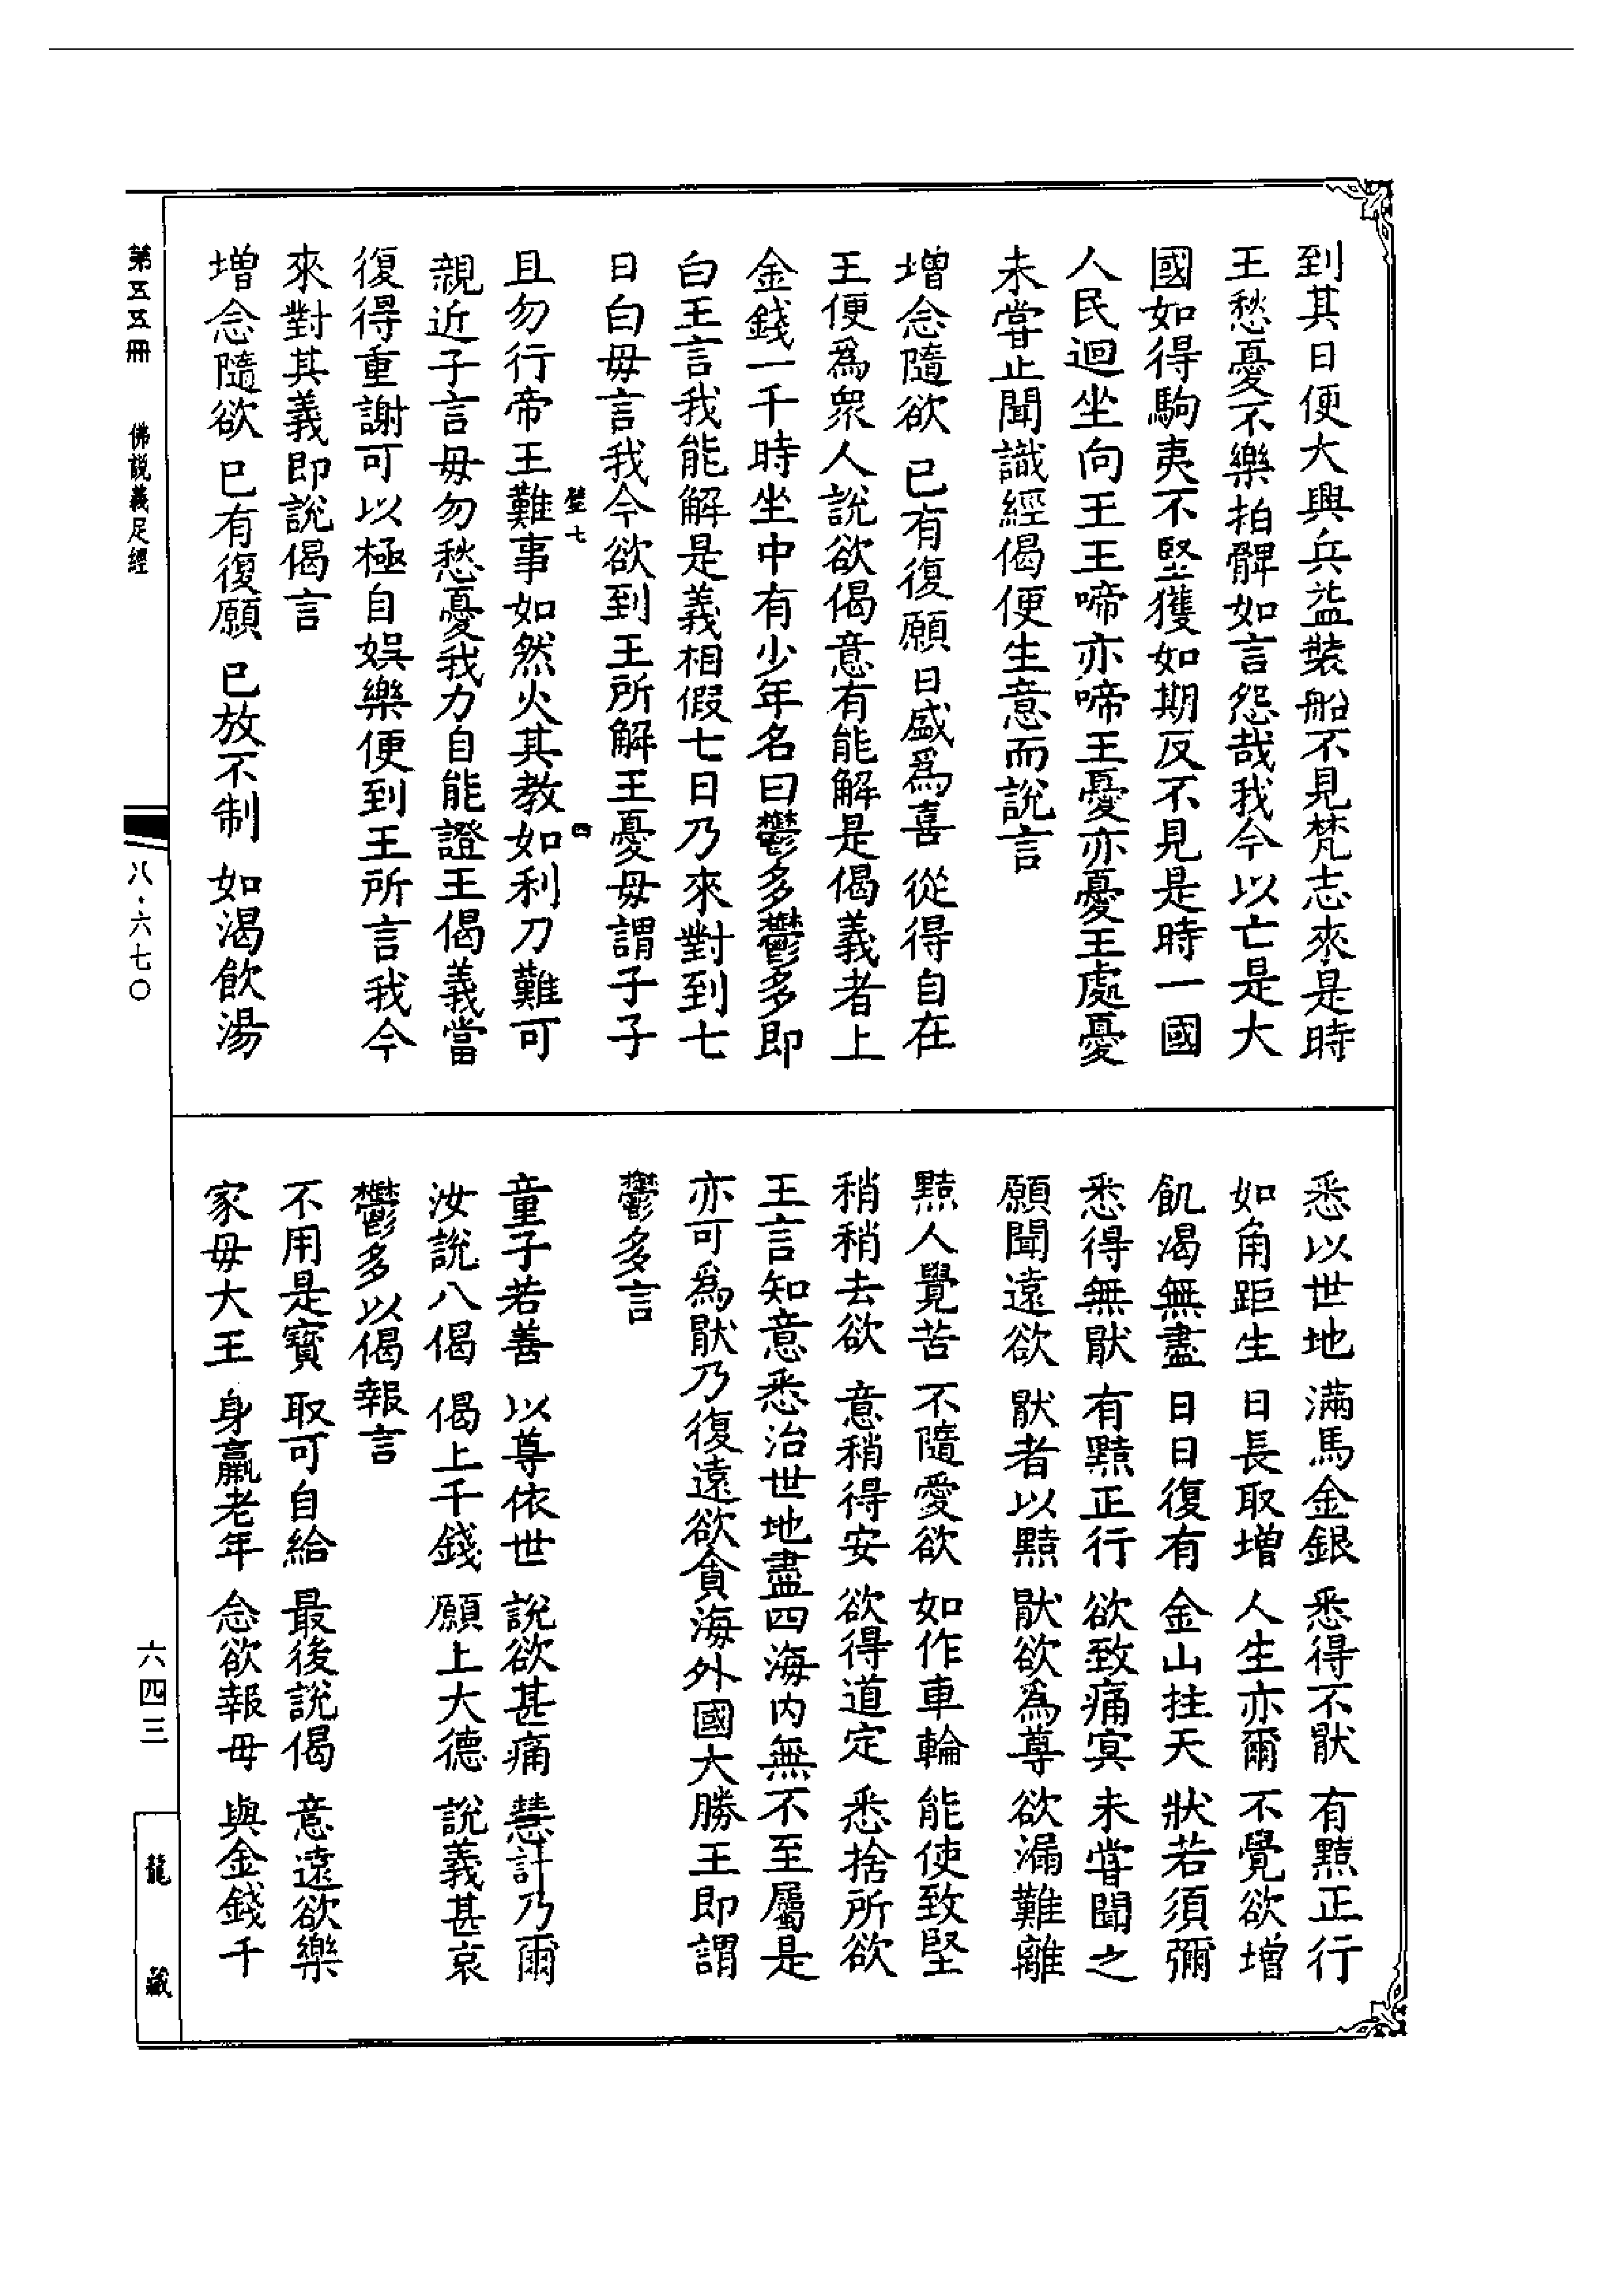 到其日便大興兵益裝船不見梵志來是時
王愁憂不樂拍髀如言怨哉我今以亡是大
國如得駒夷不堅獲如期反不見是時一國
人民迴坐向王王啼亦啼王憂亦憂王處憂
未嘗止聞識經偈便生意而說言
增念隨欲 已有復願 日盛為喜 從得自在
王便為眾人說欲偈意有能解是偈義者上
金錢一千時坐中有少年名曰鬱多鬱多即
白王言我能解是義相假七日乃來對到七
日白母言我今欲到王所解王憂母謂子子
壁七 四
且勿行帝王難事如然火其教如利刀難可
親近子言母勿愁憂我力自能證王偈義當
復得重謝可以極自娛樂便到王所言我今
來對其義即說偈言
增念隨欲 已有復願 已放不制 如渴飲湯
悉以世地 滿馬金銀 悉得不猒 有黠正行
如角距生 日長取增 人生亦爾 不覺欲增
飢渴無盡 日日復有 金山拄天 狀若須彌
悉得無猒 有黠正行 欲致痛冥 未嘗聞之
願聞遠欲 猒者以黠 猒欲為尊 欲漏難離
黠人覺苦 不隨愛欲 如作車輪 能使致堅
稍稍去欲 意稍得安 欲得道定 悉捨所欲
王言知意悉治世地盡四海內無不至屬是
亦可為猒乃復遠欲貪海外國大勝王即謂
鬱多言
童子若善 以尊依世 說欲甚痛 慧計乃爾
汝說八偈 偈上千錢 願上大德 說義甚哀
鬱多以偈報言
不用是寶 取可自給 最後說偈 意遠欲樂
家母大王 身羸老年 念欲報母 與金錢千
第五五冊 佛說義足經
八·六七〇
六四三
龍藏